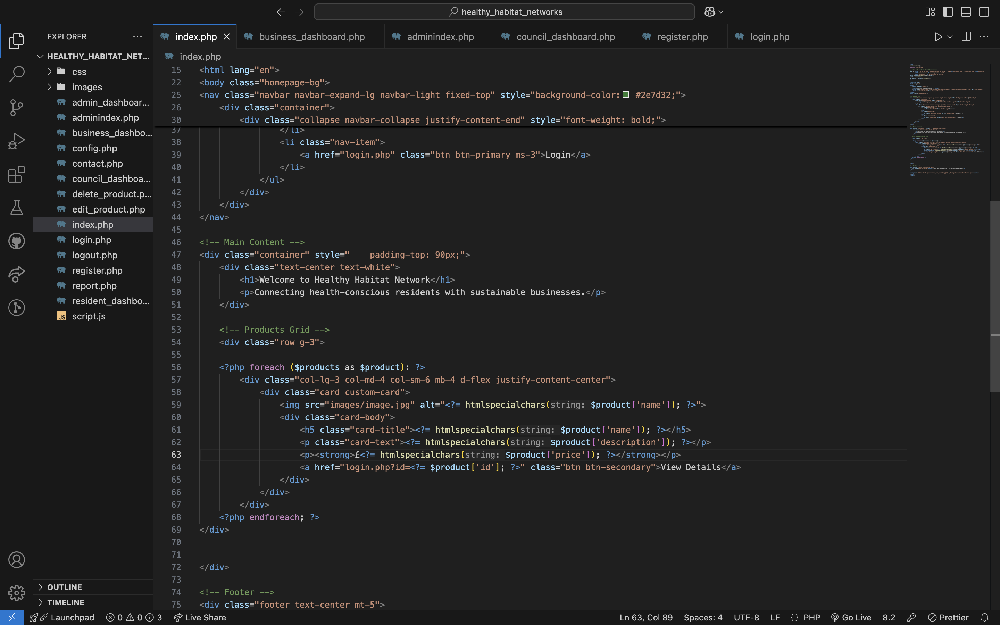 healthy_habitat_networks
EXPLORER
HEALTHY_HABITAT_NET...
css
images
admin_dashboar...
adminindex.php
business_dashbo...
config.php
contact.php
council_dashboa...
delete_product.p...
edit_product.php
index.php
login.php
logout.php
register.php
report.php
resident_dashbo...
JS script.js
OUTLINE
TIMELINE
index.php business_dashboard.php adminindex.php council_dashboard.php register.php login.php
index.php
15 <html lang="en">
22 <body class="homepage-bg">
25 <nav class="navbar navbar-expand-lg navbar-light fixed-top" style="background-color: #2e7d32;">
26 <div class="container">
30 <div class="collapse navbar-collapse justify-content-end" style="font-weight: bold;">
37 </li>
38 <li class="nav-item">
39 <a href="login.php" class="btn btn-primary ms-3">Login</a>
40 </li>
41 </ul>
42 </div>
43 </div>
44 </nav>
45
46 <!-- Main Content -->
47 <div class="container" style="    padding-top: 90px;">
48 <div class="text-center text-white">
49 <h1>Welcome to Healthy Habitat Network</h1>
50 <p>Connecting health-conscious residents with sustainable businesses.</p>
51 </div>
52
53 <!-- Products Grid -->
54 <div class="row g-3">
55
56 <?php foreach ($products as $product): ?>
57 <div class="col-lg-3 col-md-4 col-sm-6 mb-4 d-flex justify-content-center">
58 <div class="card custom-card">
59 <img src="images/image.jpg" alt="<?= htmlspecialchars(string: $product['name']); ?>">
60 <div class="card-body">
61 <h5 class="card-title"><?= htmlspecialchars(string: $product['name']); ?></h5>
62 <p class="card-text"><?= htmlspecialchars(string: $product['description']); ?></p>
63 <p><strong>£<?= htmlspecialchars(string: $product['price']); ?></strong></p>
64 <a href="login.php?id=<?= $product['id']; ?>" class="btn btn-secondary">View Details</a>
65 </div>
66 </div>
67 </div>
68 <?php endforeach; ?>
69 </div>
70
71
72 </div>
73
74 <!-- Footer -->
75 <div class="footer text-center mt-5">
Launchpad 0 0 3 Live Share Ln 63, Col 89 Spaces: 4 UTF-8 LF {} PHP Go Live 8.2 Prettier